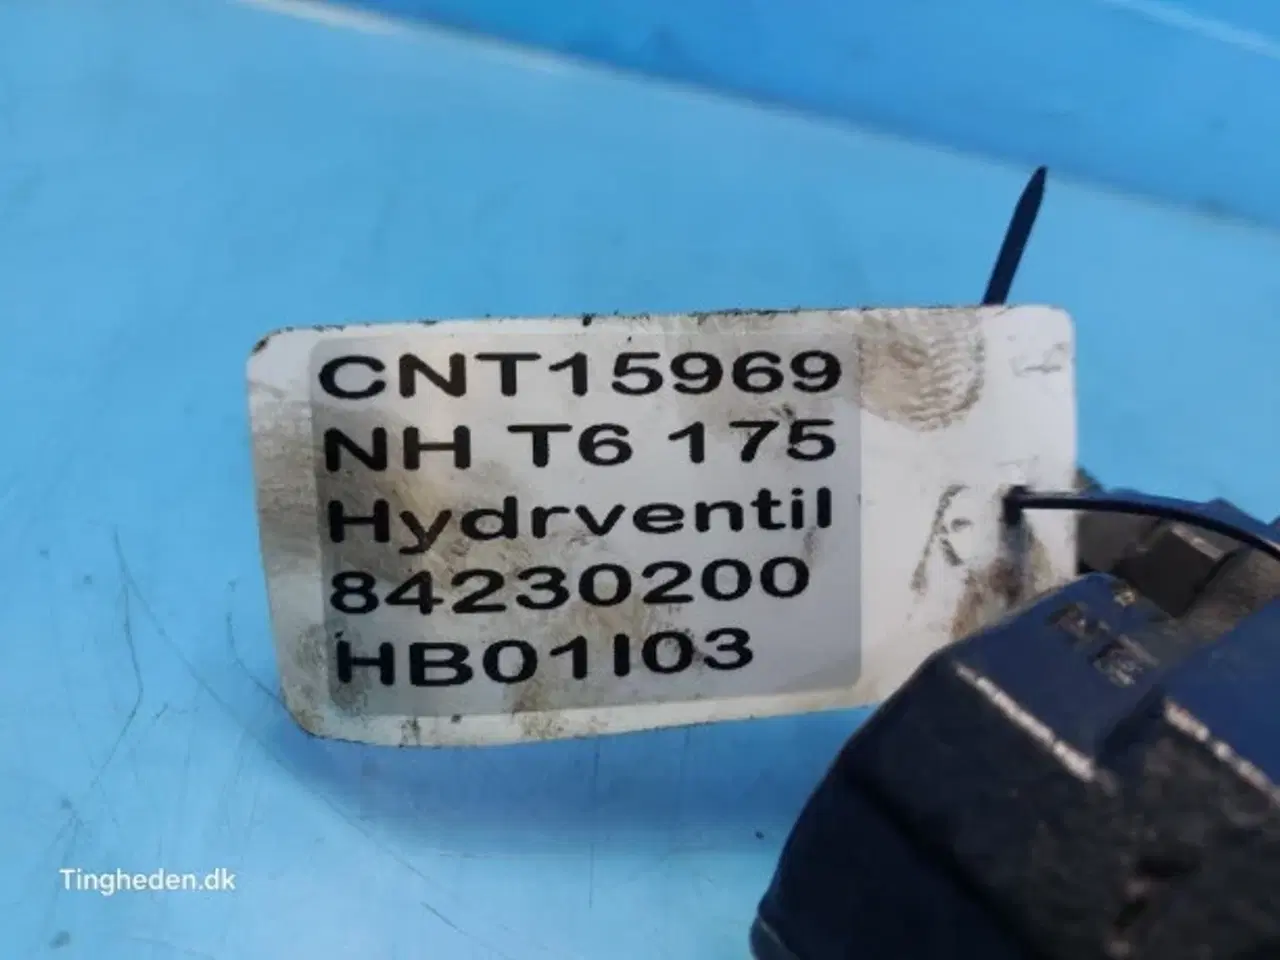 CNT15969
NH T6 175
Hydrventil
84230200
HB01I03
Tingheden.dk